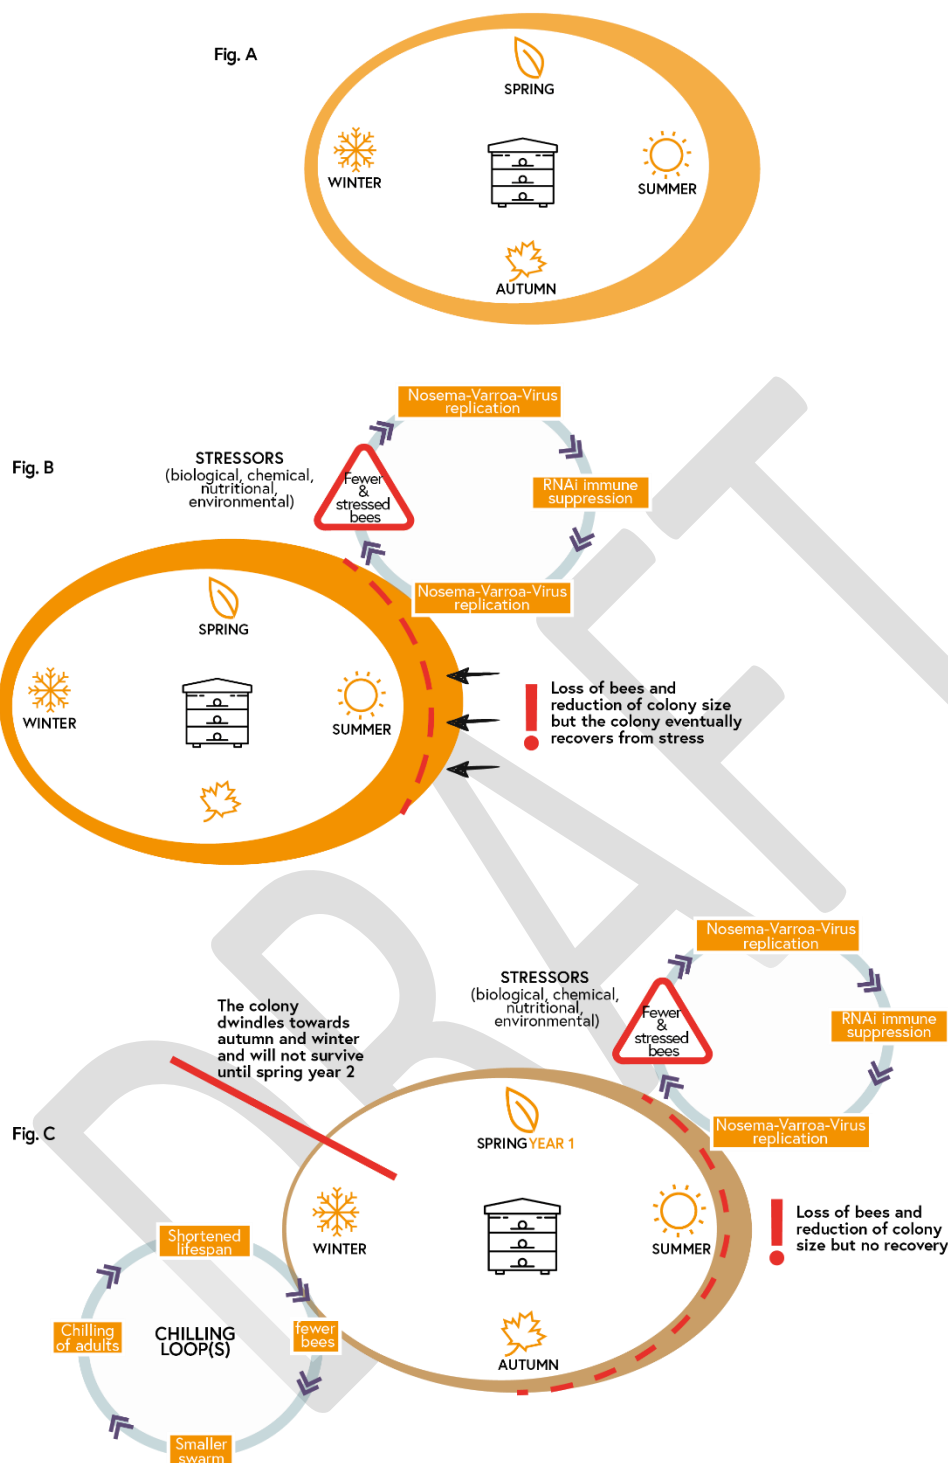 Fig. A
SPRING
WINTER
SUMMER
AUTUMN
Nosema-Varroa-Virus
replication
Fig. B
STRESSORS
(biological, chemical,
nutritional,
environmental)
Fewer
&
stressed
bees
RNAi immune
suppression
Nosema-Varroa-Virus
replication
SPRING
WINTER
SUMMER
Loss of bees and
reduction of colony size
but the colony eventually
recovers from stress
Nosema-Varroa-Virus
replication
STRESSORS
(biological, chemical,
nutritional,
environmental)
Fewer
&
stressed
bees
RNAi immune
suppression
Nosema-Varroa-Virus
replication
The colony
dwindles towards
autumn and winter
and will not survive
until spring year 2
Fig. C
SPRING YEAR 1
WINTER
SUMMER
AUTUMN
Loss of bees and
reduction of colony
size but no recovery
Shortened
lifespan
Chilling
of adults
CHILLING
LOOP(S)
fewer
bees
Smaller
swarm
DRAFT